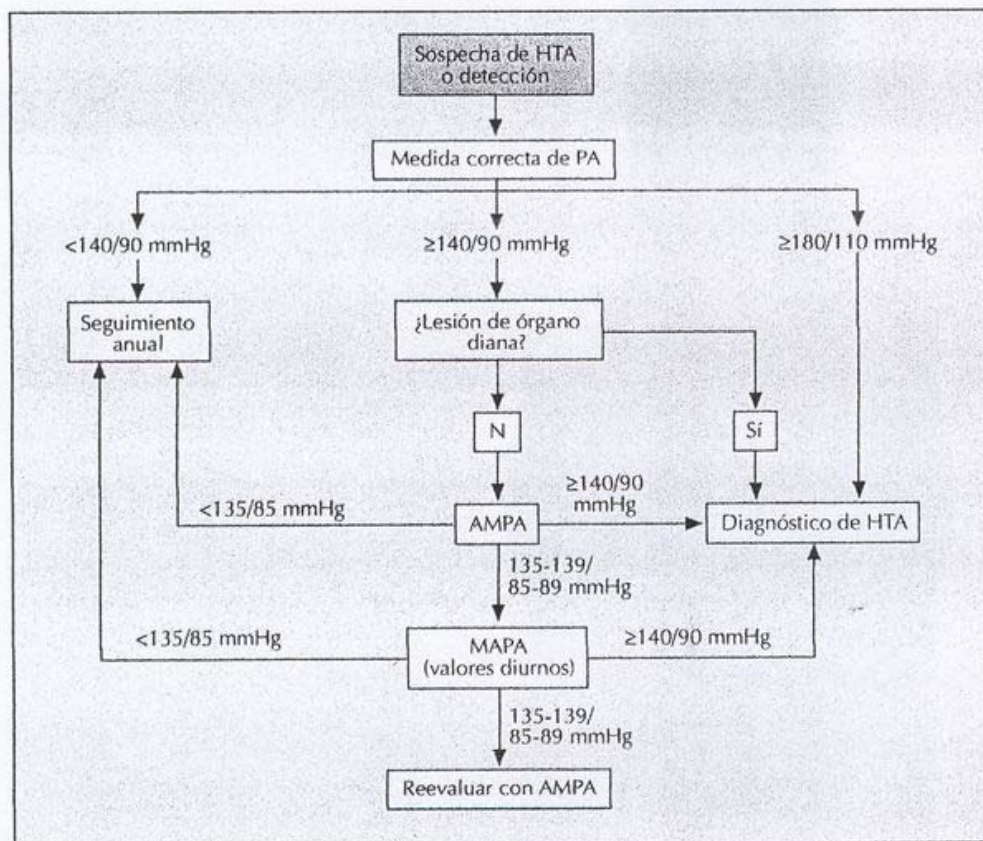 Sospecha de HTA
o detección
Medida correcta de PA
<140/90 mmHg
≥140/90 mmHg
≥180/110 mmHg
Seguimiento
anual
¿Lesión de órgano
diana?
N
Sí
<135/85 mmHg
AMPA
≥140/90
mmHg
Diagnóstico de HTA
135-139/
85-89 mmHg
<135/85 mmHg
MAPA
(valores diurnos)
≥140/90 mmHg
135-139/
85-89 mmHg
Reevaluar con AMPA